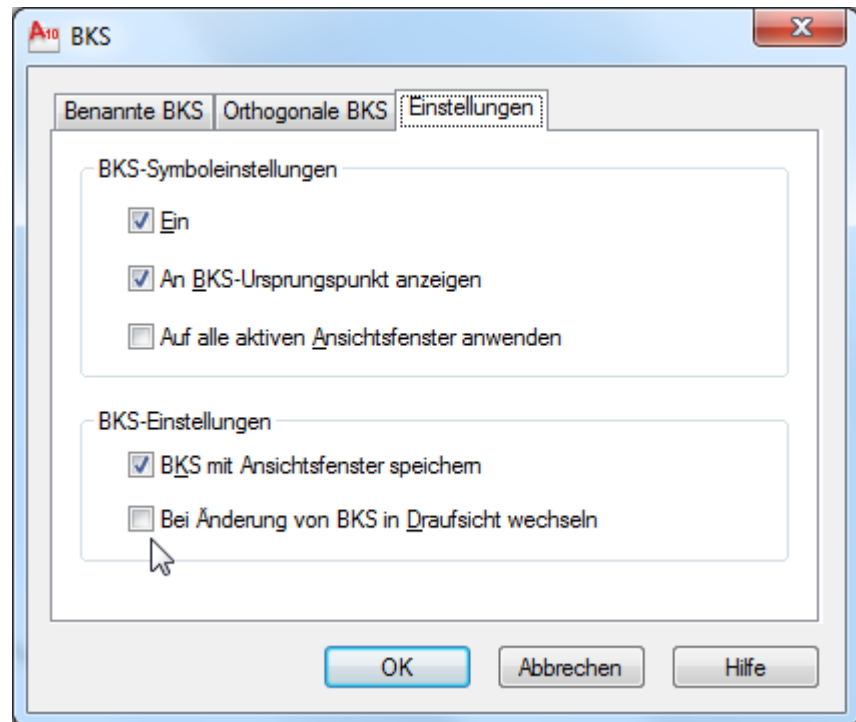 A10 BKS
Benannte BKS Orthogonale BKS Einstellungen
BKS-Symboleinstellungen
Ein
An BKS-Ursprungspunkt anzeigen
Auf alle aktiven Ansichtsfenster anwenden
BKS-Einstellungen
BKS mit Ansichtsfenster speichern
Bei Änderung von BKS in Draufsicht wechseln
OK Abbrechen Hilfe